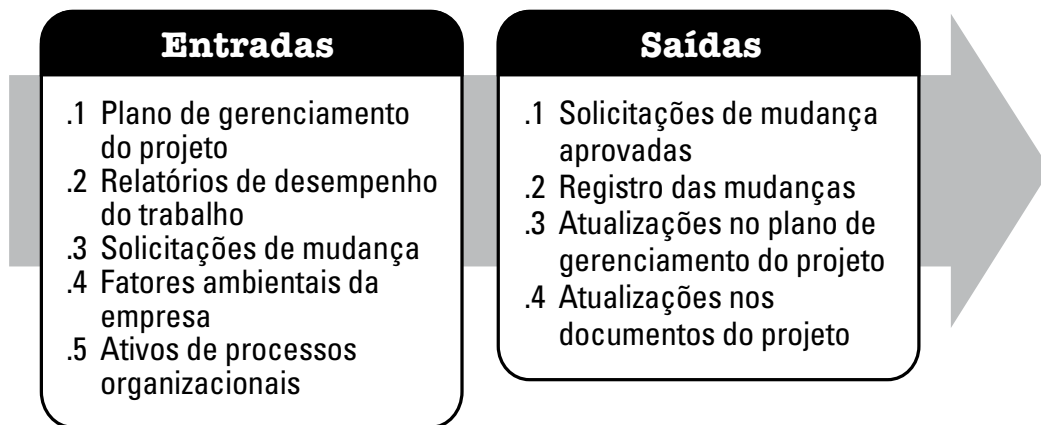 Entradas
.1 Plano de gerenciamento
do projeto
.2 Relatórios de desempenho
do trabalho
.3 Solicitações de mudança
.4 Fatores ambientais da
empresa
.5 Ativos de processos
organizacionais
Saídas
.1 Solicitações de mudança
aprovadas
.2 Registro das mudanças
.3 Atualizações no plano de
gerenciamento do projeto
.4 Atualizações nos
documentos do projeto